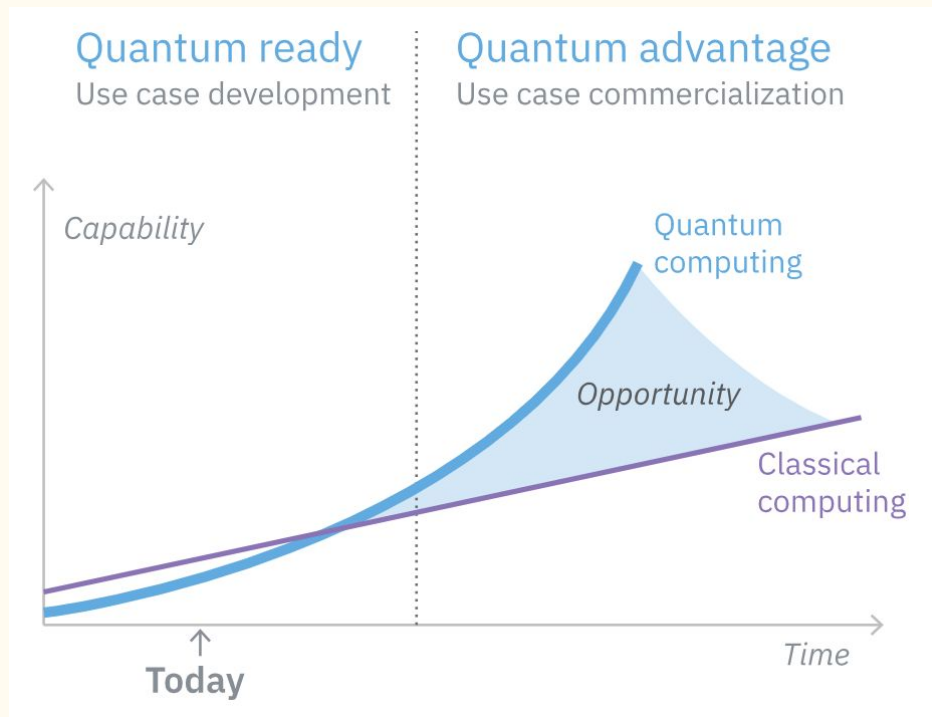 Quantum ready
Use case development
Quantum advantage
Use case commercialization
Capability
Quantum
computing
Opportunity
Classical
computing
Time
Today